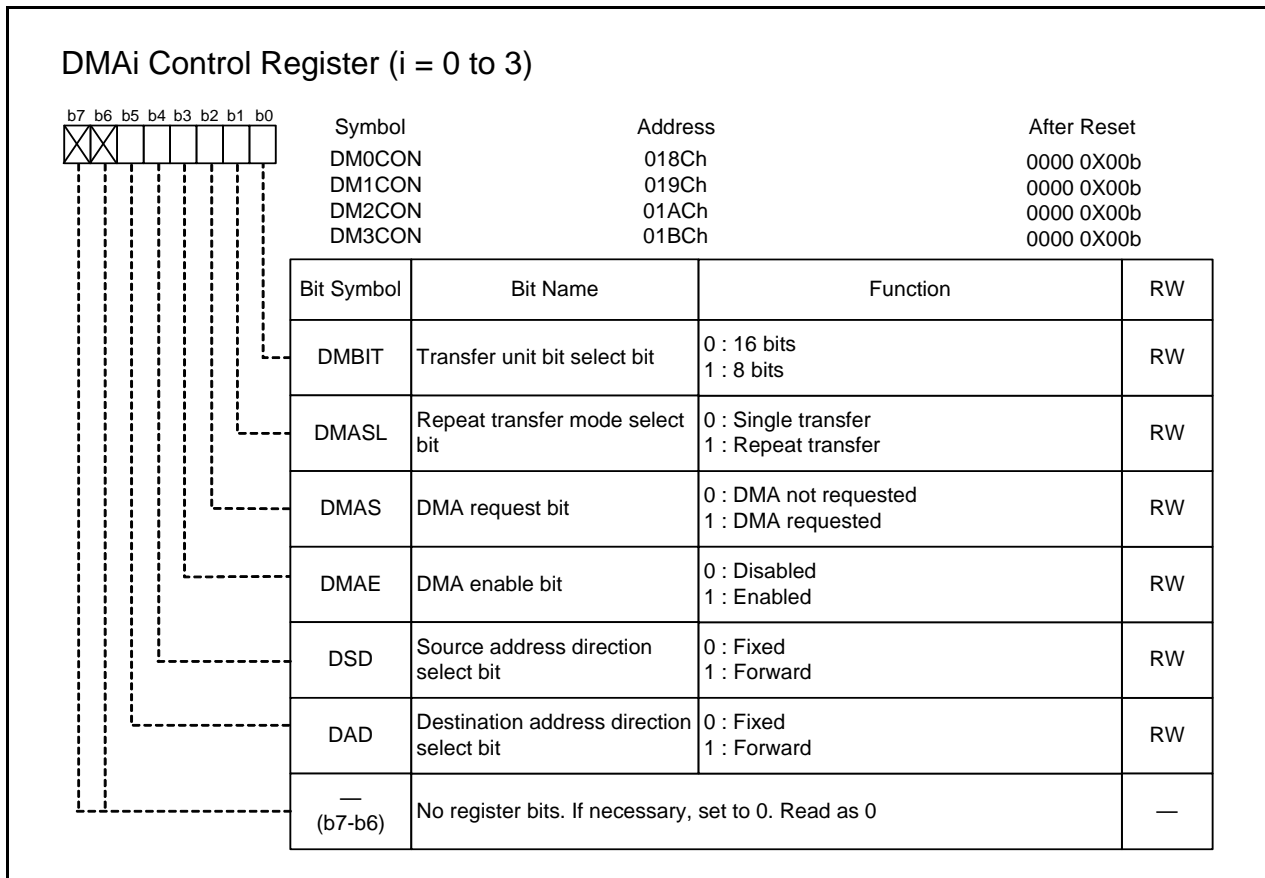 DMAi Control Register (i = 0 to 3)
b7 b6 b5 b4 b3 b2 b1 b0
Symbol Address After Reset
DM0CON 018Ch 0000 0X00b
DM1CON 019Ch 0000 0X00b
DM2CON 01ACh 0000 0X00b
DM3CON 01BCh 0000 0X00b
Bit Symbol Bit Name Function RW
DMBIT Transfer unit bit select bit 0 : 16 bits RW
1 : 8 bits
DMASL Repeat transfer mode select 0 : Single transfer RW
bit 1 : Repeat transfer
DMAS DMA request bit 0 : DMA not requested RW
1 : DMA requested
DMAE DMA enable bit 0 : Disabled RW
1 : Enabled
DSD Source address direction 0 : Fixed RW
select bit 1 : Forward
DAD Destination address direction 0 : Fixed RW
select bit 1 : Forward
—
(b7-b6) No register bits. If necessary, set to 0. Read as 0 —